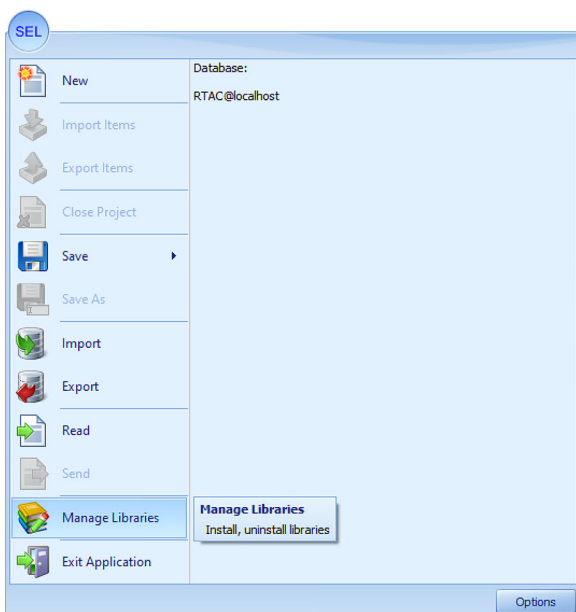 SEL
New
Import Items
Export Items
Close Project
Save
Save As
Import
Export
Read
Send
Manage Libraries
Exit Application
Database:
RTAC@localhost
Manage Libraries
Install, uninstall libraries
Options